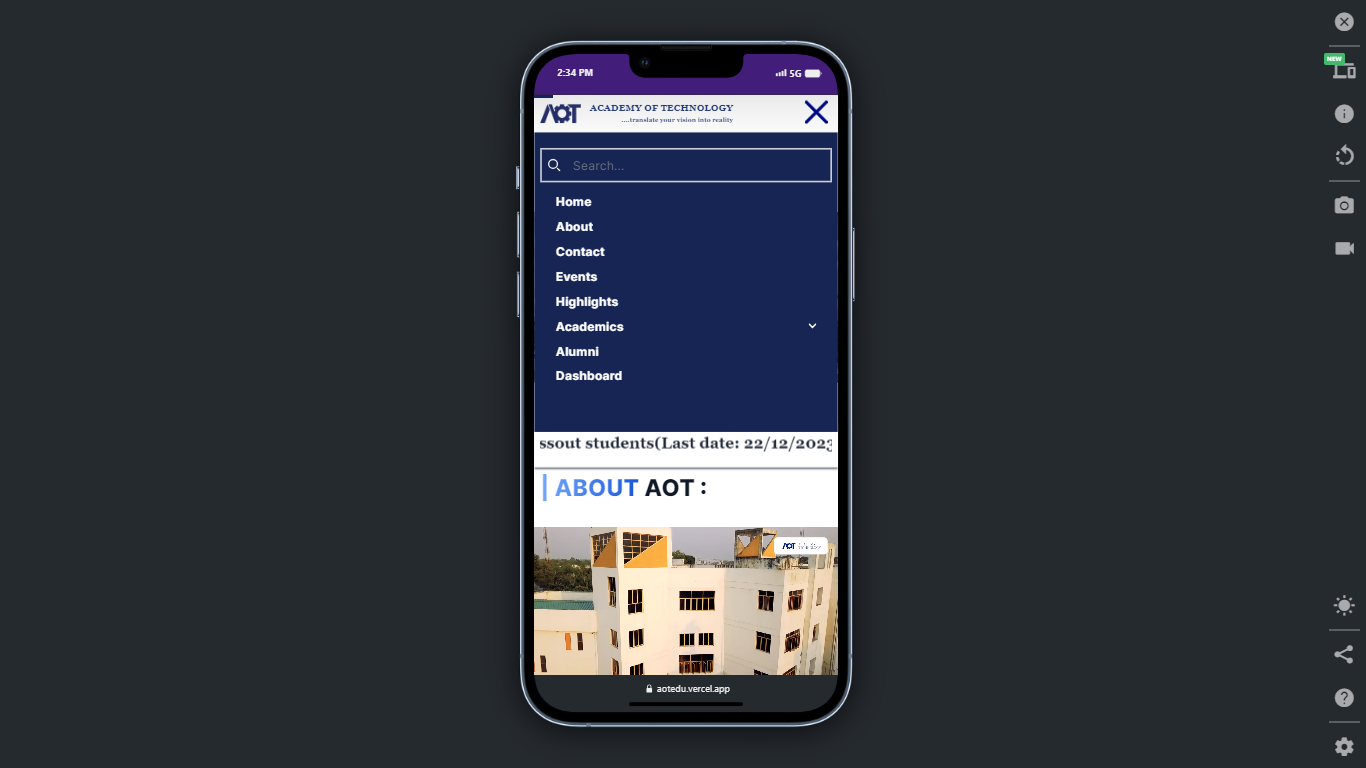 NEW
2:34 PM
5G
AOT
ACADEMY OF TECHNOLOGY
....translate your vision into reality
Search...
Home
About
Contact
Events
Highlights
Academics
Alumni
Dashboard
ssout students(Last date: 22/12/2023
ABOUT AOT :
AOT
aotedu.vercel.app